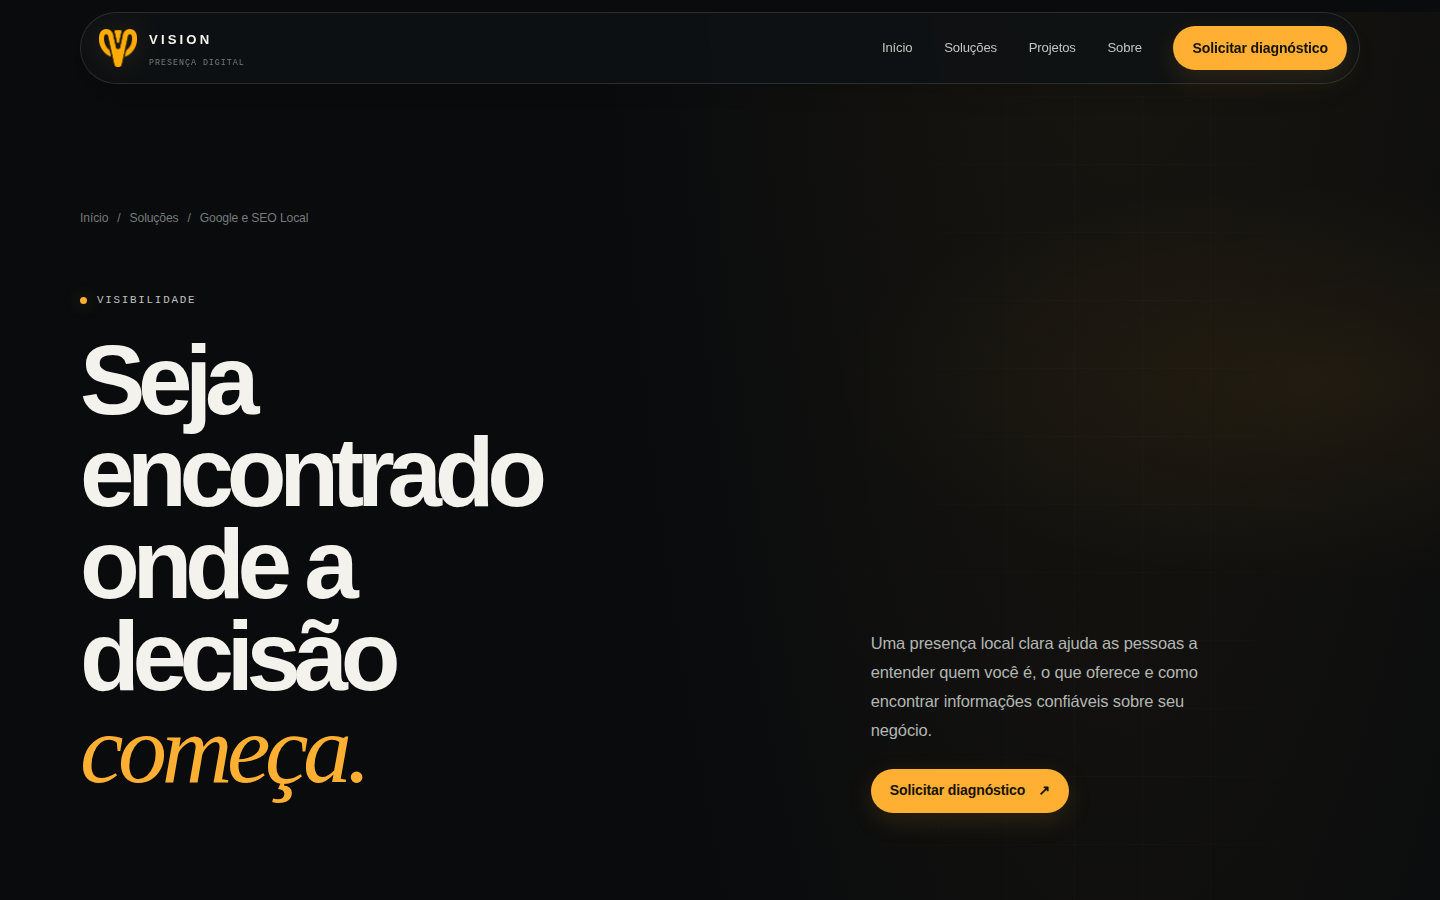 VISION
PRESENÇA DIGITAL
Início
Soluções
Projetos
Sobre
Solicitar diagnóstico
Início / Soluções / Google e SEO Local
VISIBILIDADE
Seja
encontrado
onde a
decisão
começa.
Uma presença local clara ajuda as pessoas a
entender quem você é, o que oferece e como
encontrar informações confiáveis sobre seu
negócio.
Solicitar diagnóstico ↗